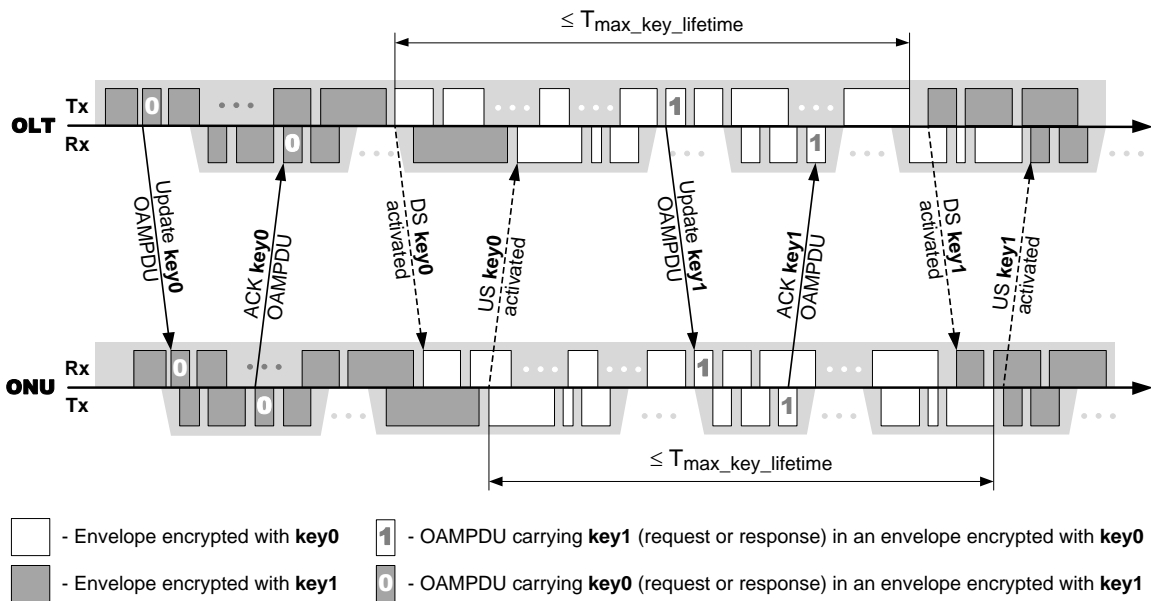 ≤ Tmax_key_lifetime
Tx
0
1
OLT
Rx
0
1
Update key0
OAMPDU
ACK key0
OAMPDU
DS key0
activated
US key0
activated
Update key1
OAMPDU
ACK key1
OAMPDU
DS key1
activated
US key1
activated
Rx
0
1
ONU
Tx
0
1
≤ Tmax_key_lifetime
- Envelope encrypted with key0
1 - OAMPDU carrying key1 (request or response) in an envelope encrypted with key0
- Envelope encrypted with key1
0 - OAMPDU carrying key0 (request or response) in an envelope encrypted with key1